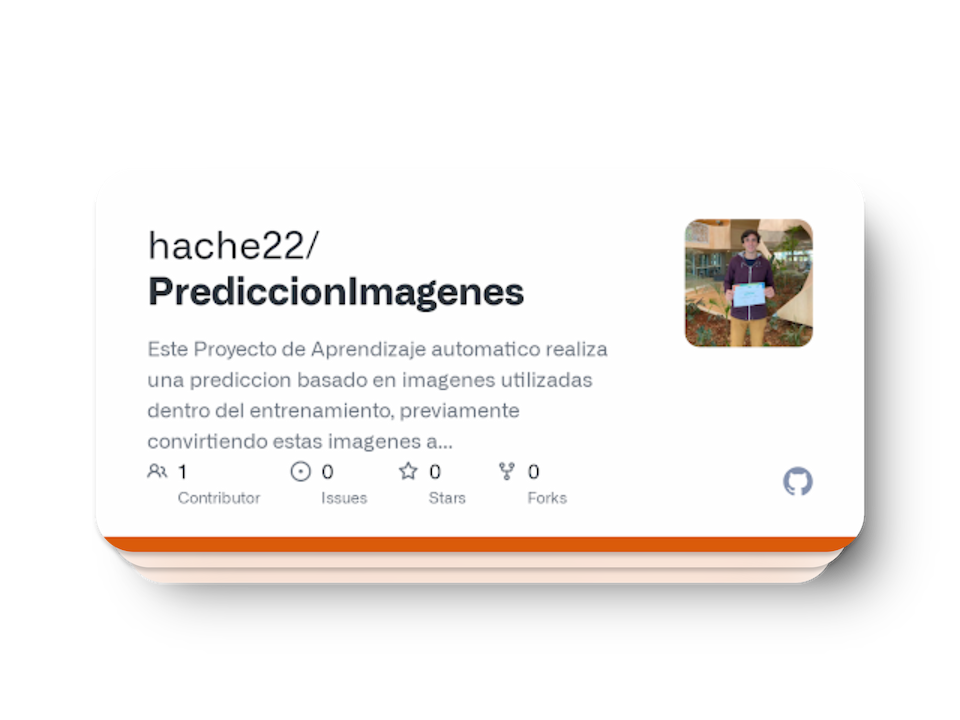 hache22/
PrediccionImagenes
Este Proyecto de Aprendizaje automatico realiza
una prediccion basado en imagenes utilizadas
dentro del entrenamiento, previamente
convirtiendo estas imagenes a...
1 0 0 0
Contributor Issues Stars Forks